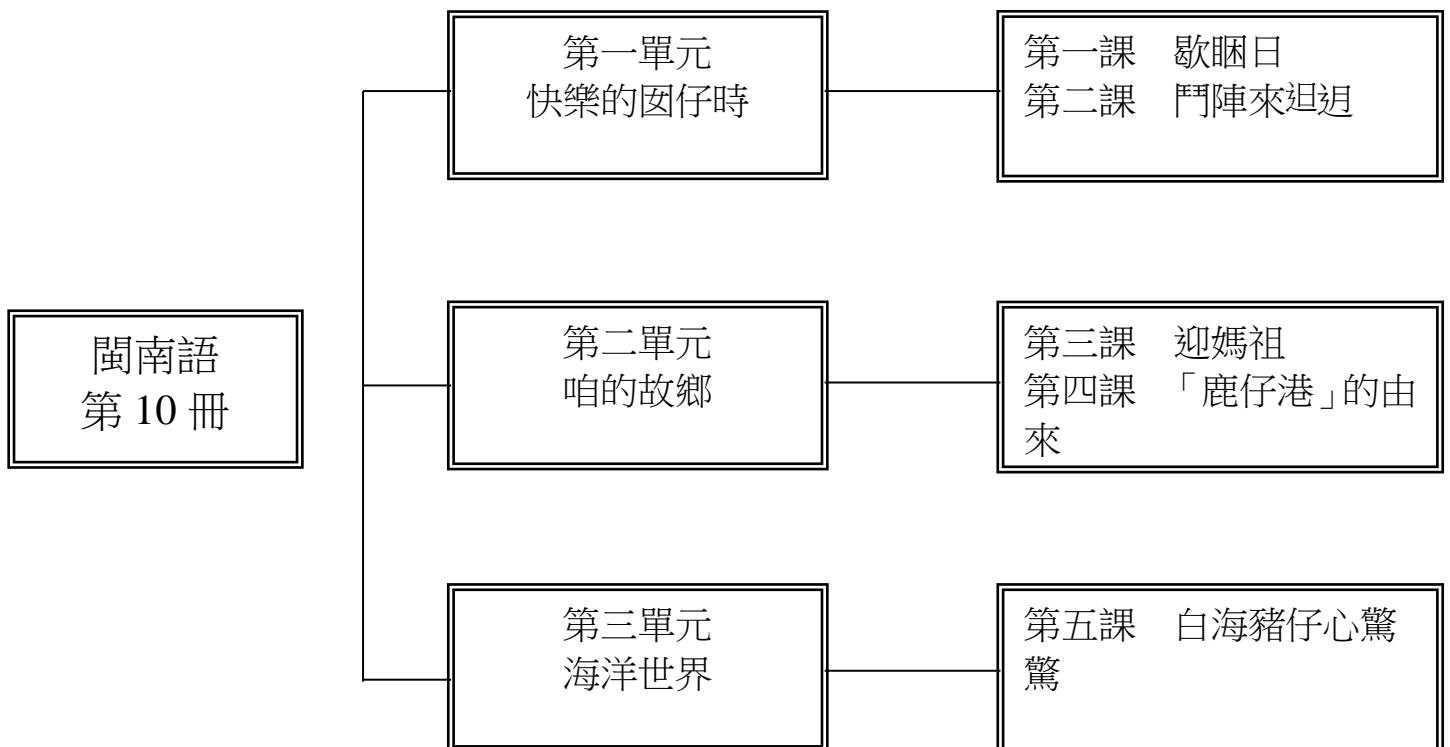 第一單元
快樂的囡仔時
第一課　歇睏日
第二課　鬥陣來𨑨迌
閩南語
第 10 冊
第二單元
咱的故鄉
第三課　迎媽祖
第四課　「鹿仔港」的由
來
第三單元
海洋世界
第五課　白海豬仔心驚
驚